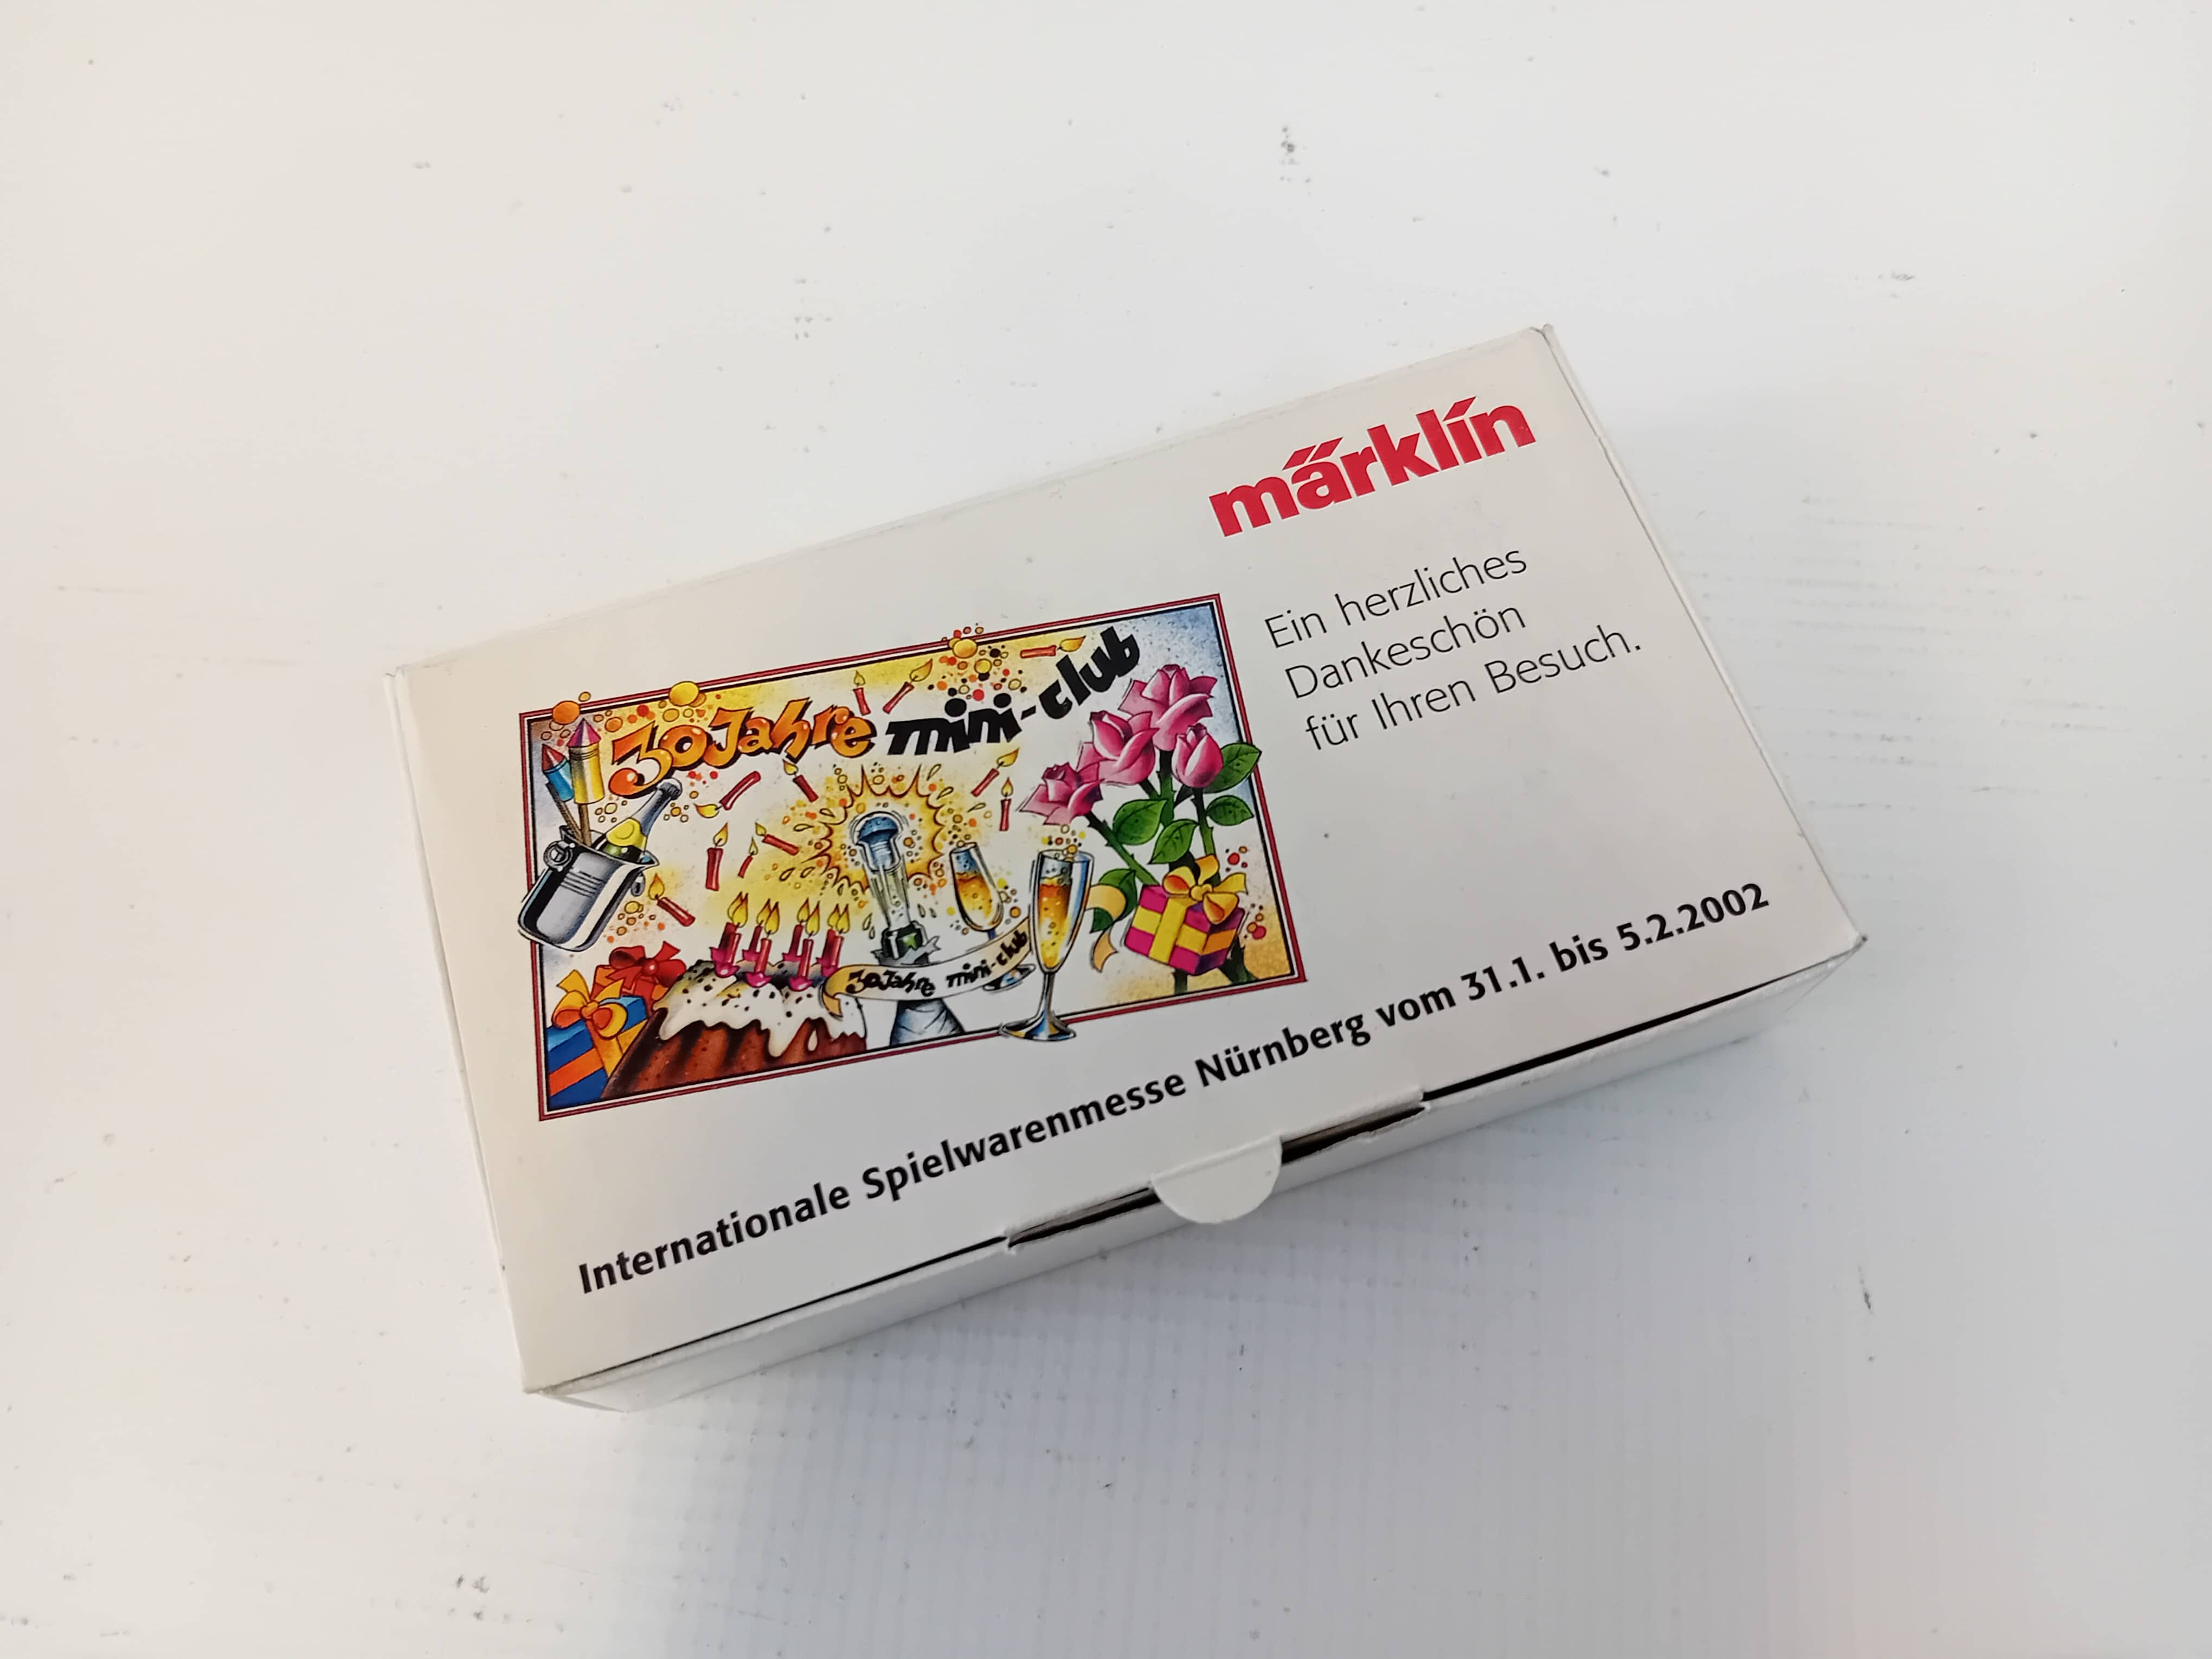 märklin
Ein herzliches
Dankeschön
für Ihren Besuch.
30 Jahre mini-club
30 Jahre mini-club
Internationale Spielwarenmesse Nürnberg vom 31.1. bis 5.2.2002